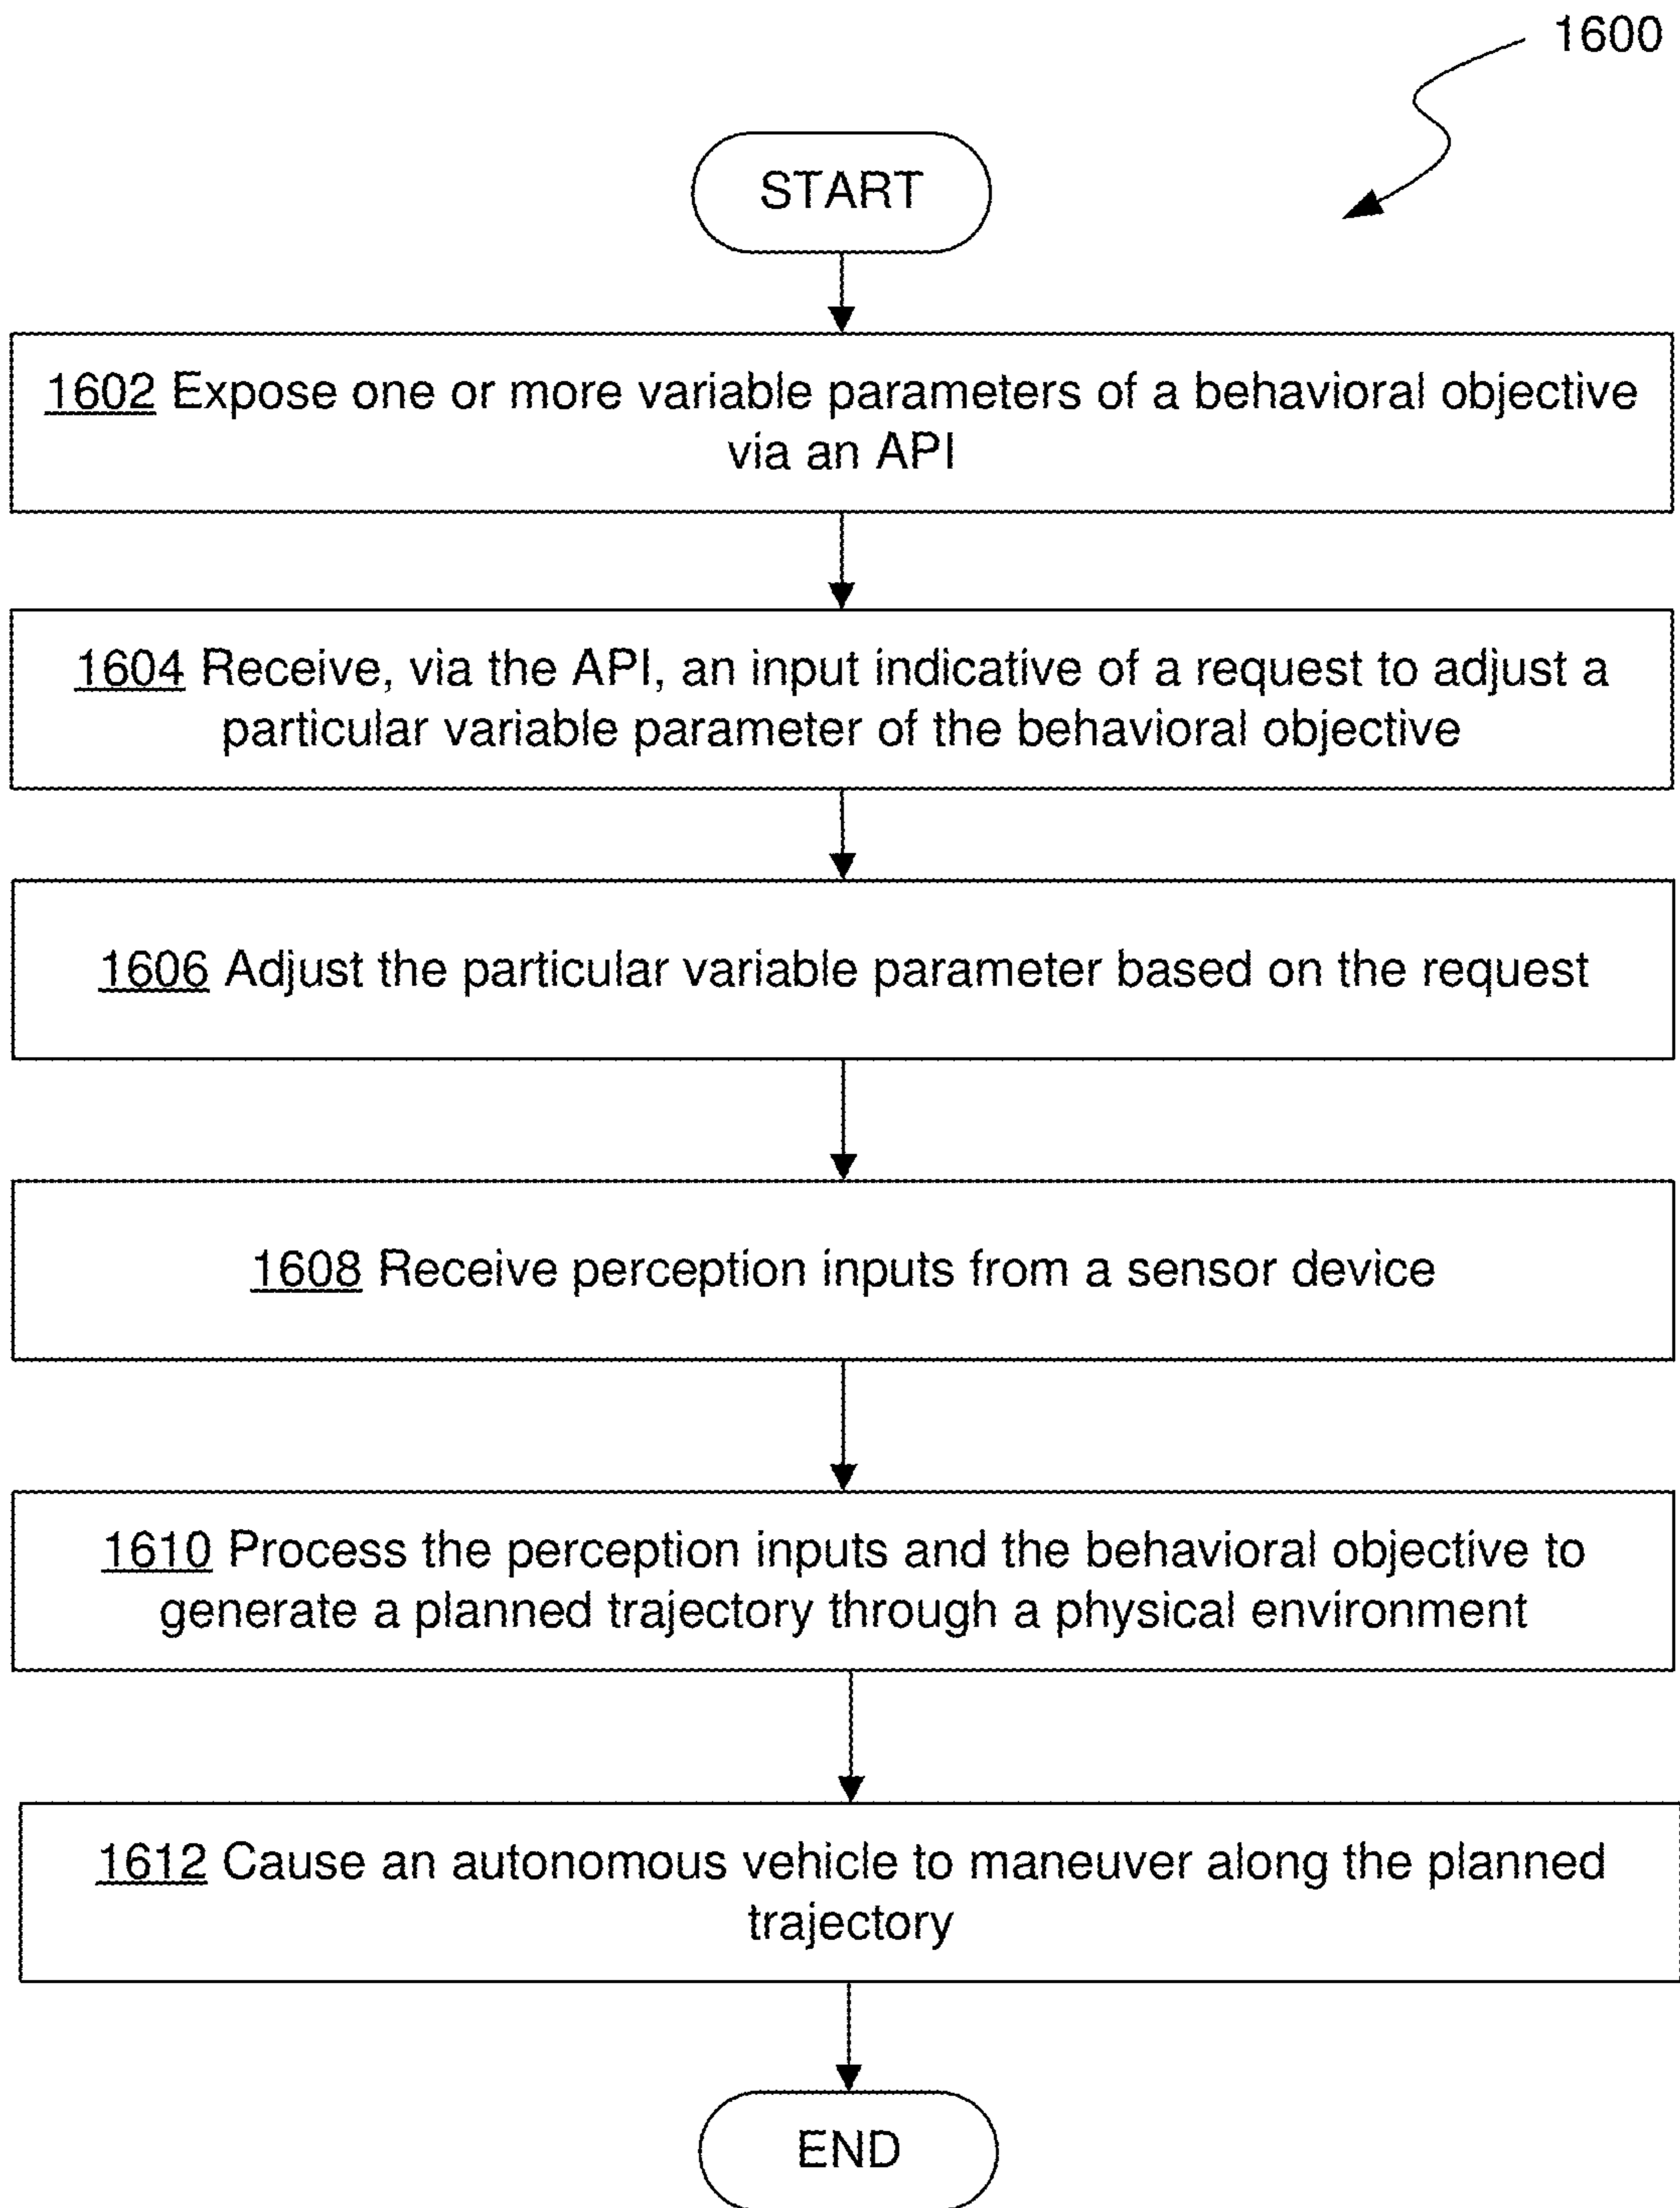 1600
START
1602 Expose one or more variable parameters of a behavioral objective
via an API
1604 Receive, via the API, an input indicative of a request to adjust a
particular variable parameter of the behavioral objective
1606 Adjust the particular variable parameter based on the request
1608 Receive perception inputs from a sensor device
1610 Process the perception inputs and the behavioral objective to
generate a planned trajectory through a physical environment
1612 Cause an autonomous vehicle to maneuver along the planned
trajectory
END